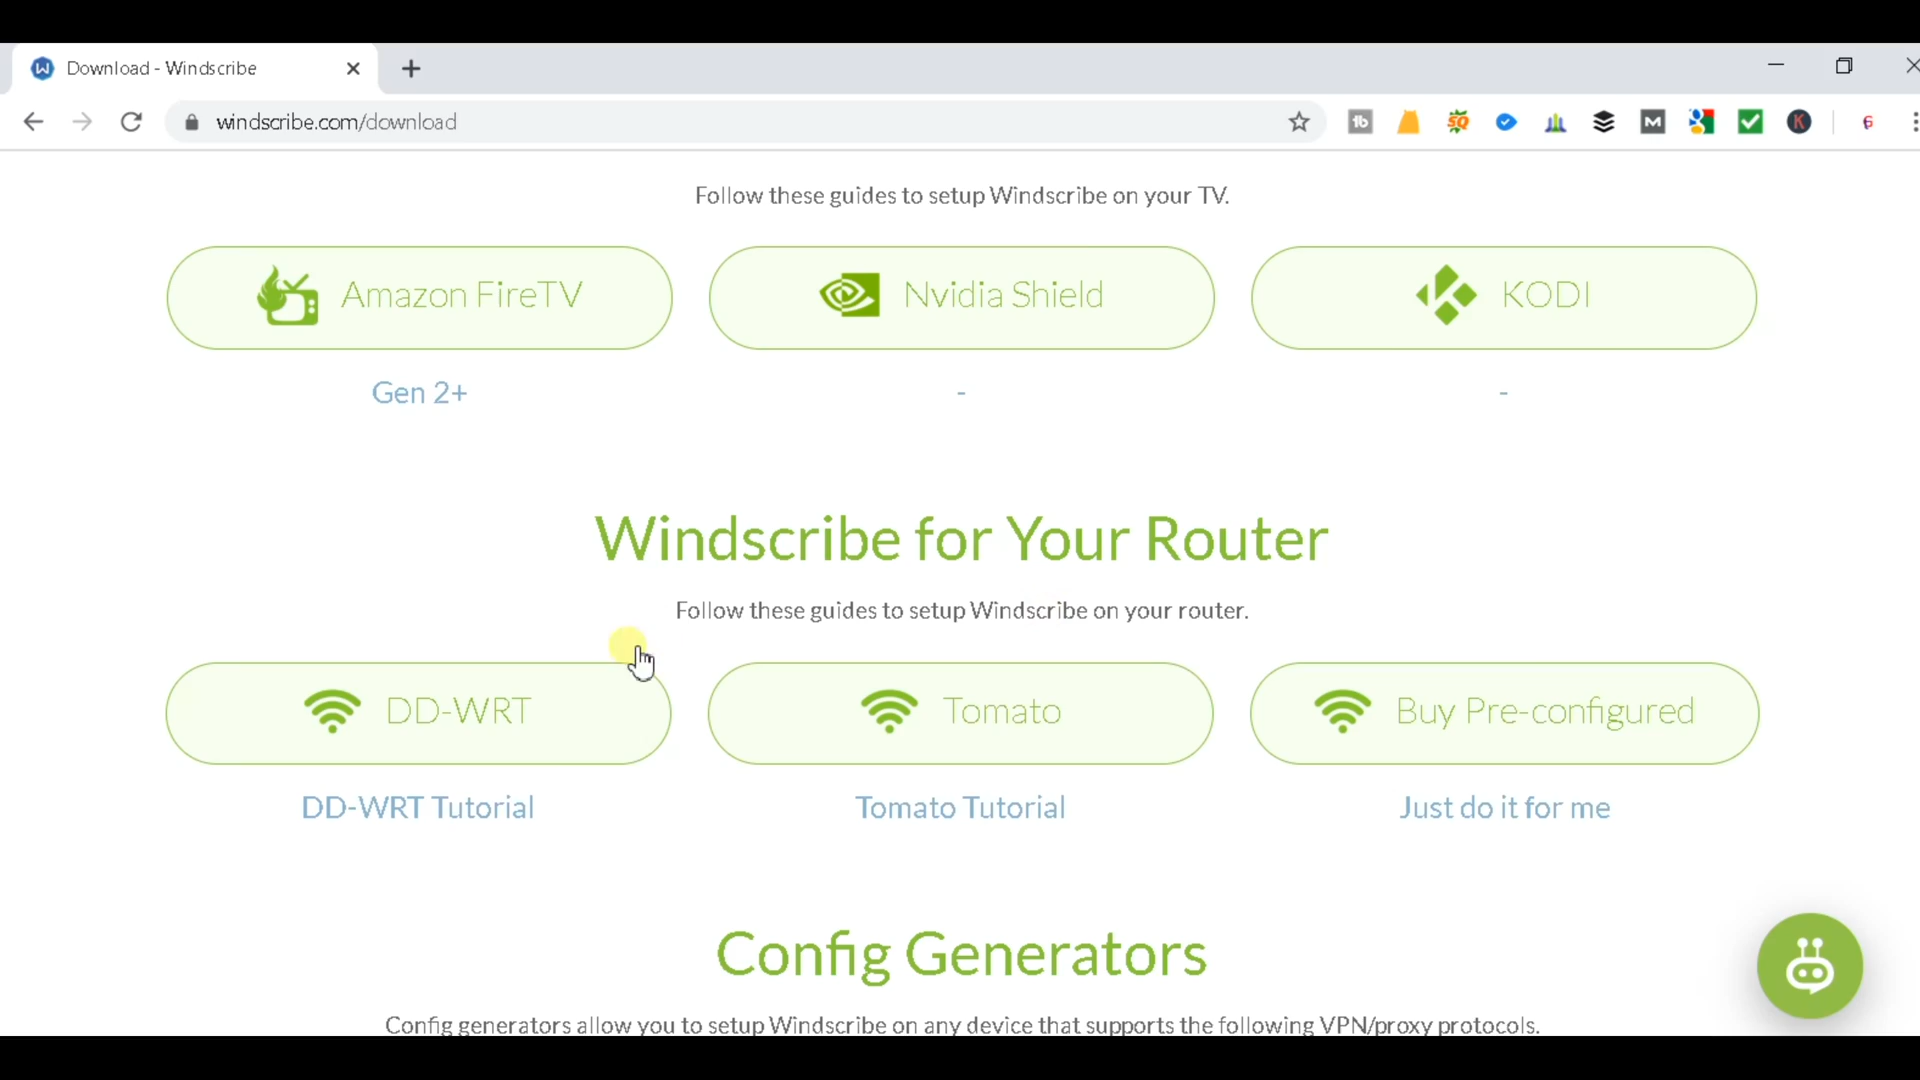 Download - Windscribe
windscribe.com/download
Follow these guides to setup Windscribe on your TV.
Amazon FireTV
Nvidia Shield
KODI
Gen 2+
-
-
Windscribe for Your Router
Follow these guides to setup Windscribe on your router.
DD-WRT
Tomato
Buy Pre-configured
DD-WRT Tutorial
Tomato Tutorial
Just do it for me
Config Generators
Config generators allow you to setup Windscribe on any device that supports the following VPN/proxy protocols.